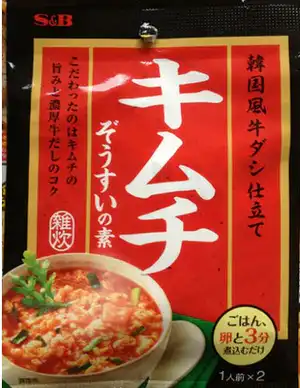 S&B
韓国風牛ダシ仕立て
キムチ
ぞうすいの素
こだわったのはキムチの
旨みと濃厚牛だしのコク
雑炊
ごはん、
卵と3分
煮込むだけ
1人前×2